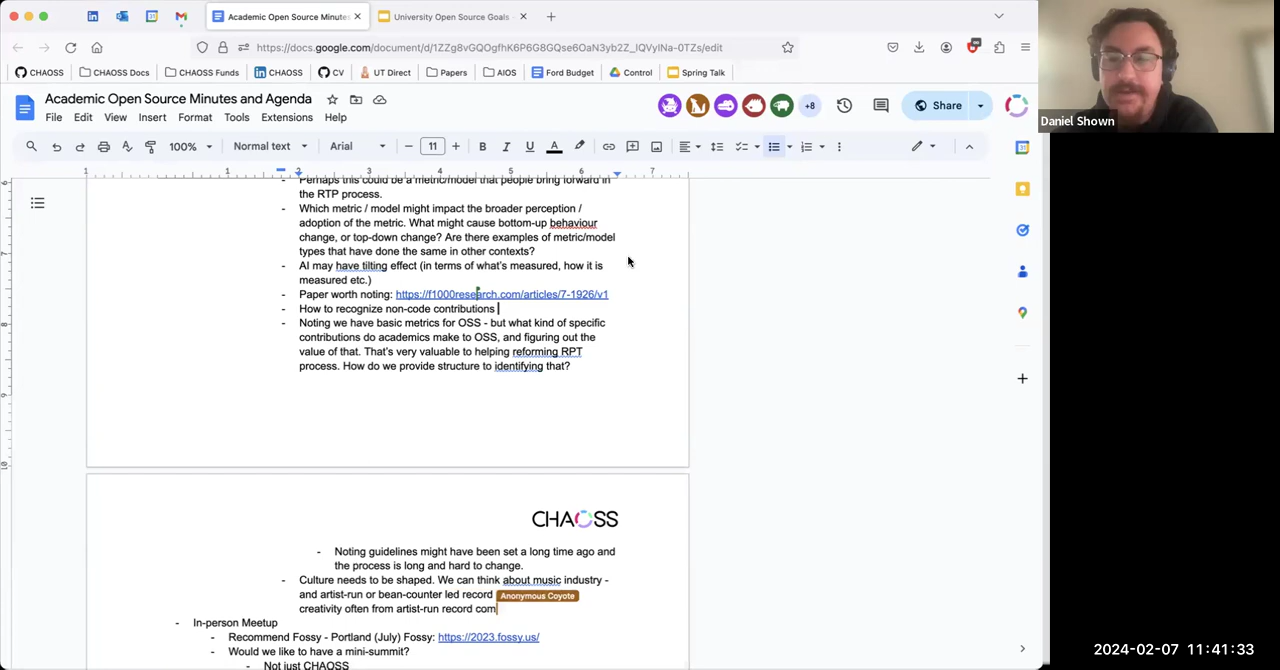 Academic Open Source Minutes
University Open Source Goals -
https://docs.google.com/document/d/1ZZg8vGQOgfhK6P6G8GQse6OaN3yb2Z_IQVyINa-0TZs/edit
CHAOSS
CHAOSS Docs
CHAOSS Funds
CHAOSS
CV
UT Direct
Papers
AIOS
Ford Budget
Control
Spring Talk
Academic Open Source Minutes and Agenda
File Edit View Insert Format Tools Extensions Help
+8
Share
100%
Normal text
Arial
11
B I U A
1 1 2 3 4 5 6 7
Perhaps this could be a metric/model that people bring forward in
the RTP process.
- Which metric / model might impact the broader perception /
adoption of the metric. What might cause bottom-up behaviour
change, or top-down change? Are there examples of metric/model
types that have done the same in other contexts?
- AI may have tilting effect (in terms of what's measured, how it is
measured etc.)
- Paper worth noting: https://f1000research.com/articles/7-1926/v1
- How to recognize non-code contributions
- Noting we have basic metrics for OSS - but what kind of specific
contributions do academics make to OSS, and figuring out the
value of that. That's very valuable to helping reforming RPT
process. How do we provide structure to identifying that?
CHAOSS
- Noting guidelines might have been set a long time ago and
the process is long and hard to change.
- Culture needs to be shaped. We can think about music industry -
and artist-run or bean-counter led record
Anonymous Coyote
creativity often from artist-run record com
- In-person Meetup
- Recommend Fossy - Portland (July) Fossy: https://2023.fossy.us/
- Would we like to have a mini-summit?
- Not just CHAOSS
Daniel Shown
2024-02-07 11:41:33